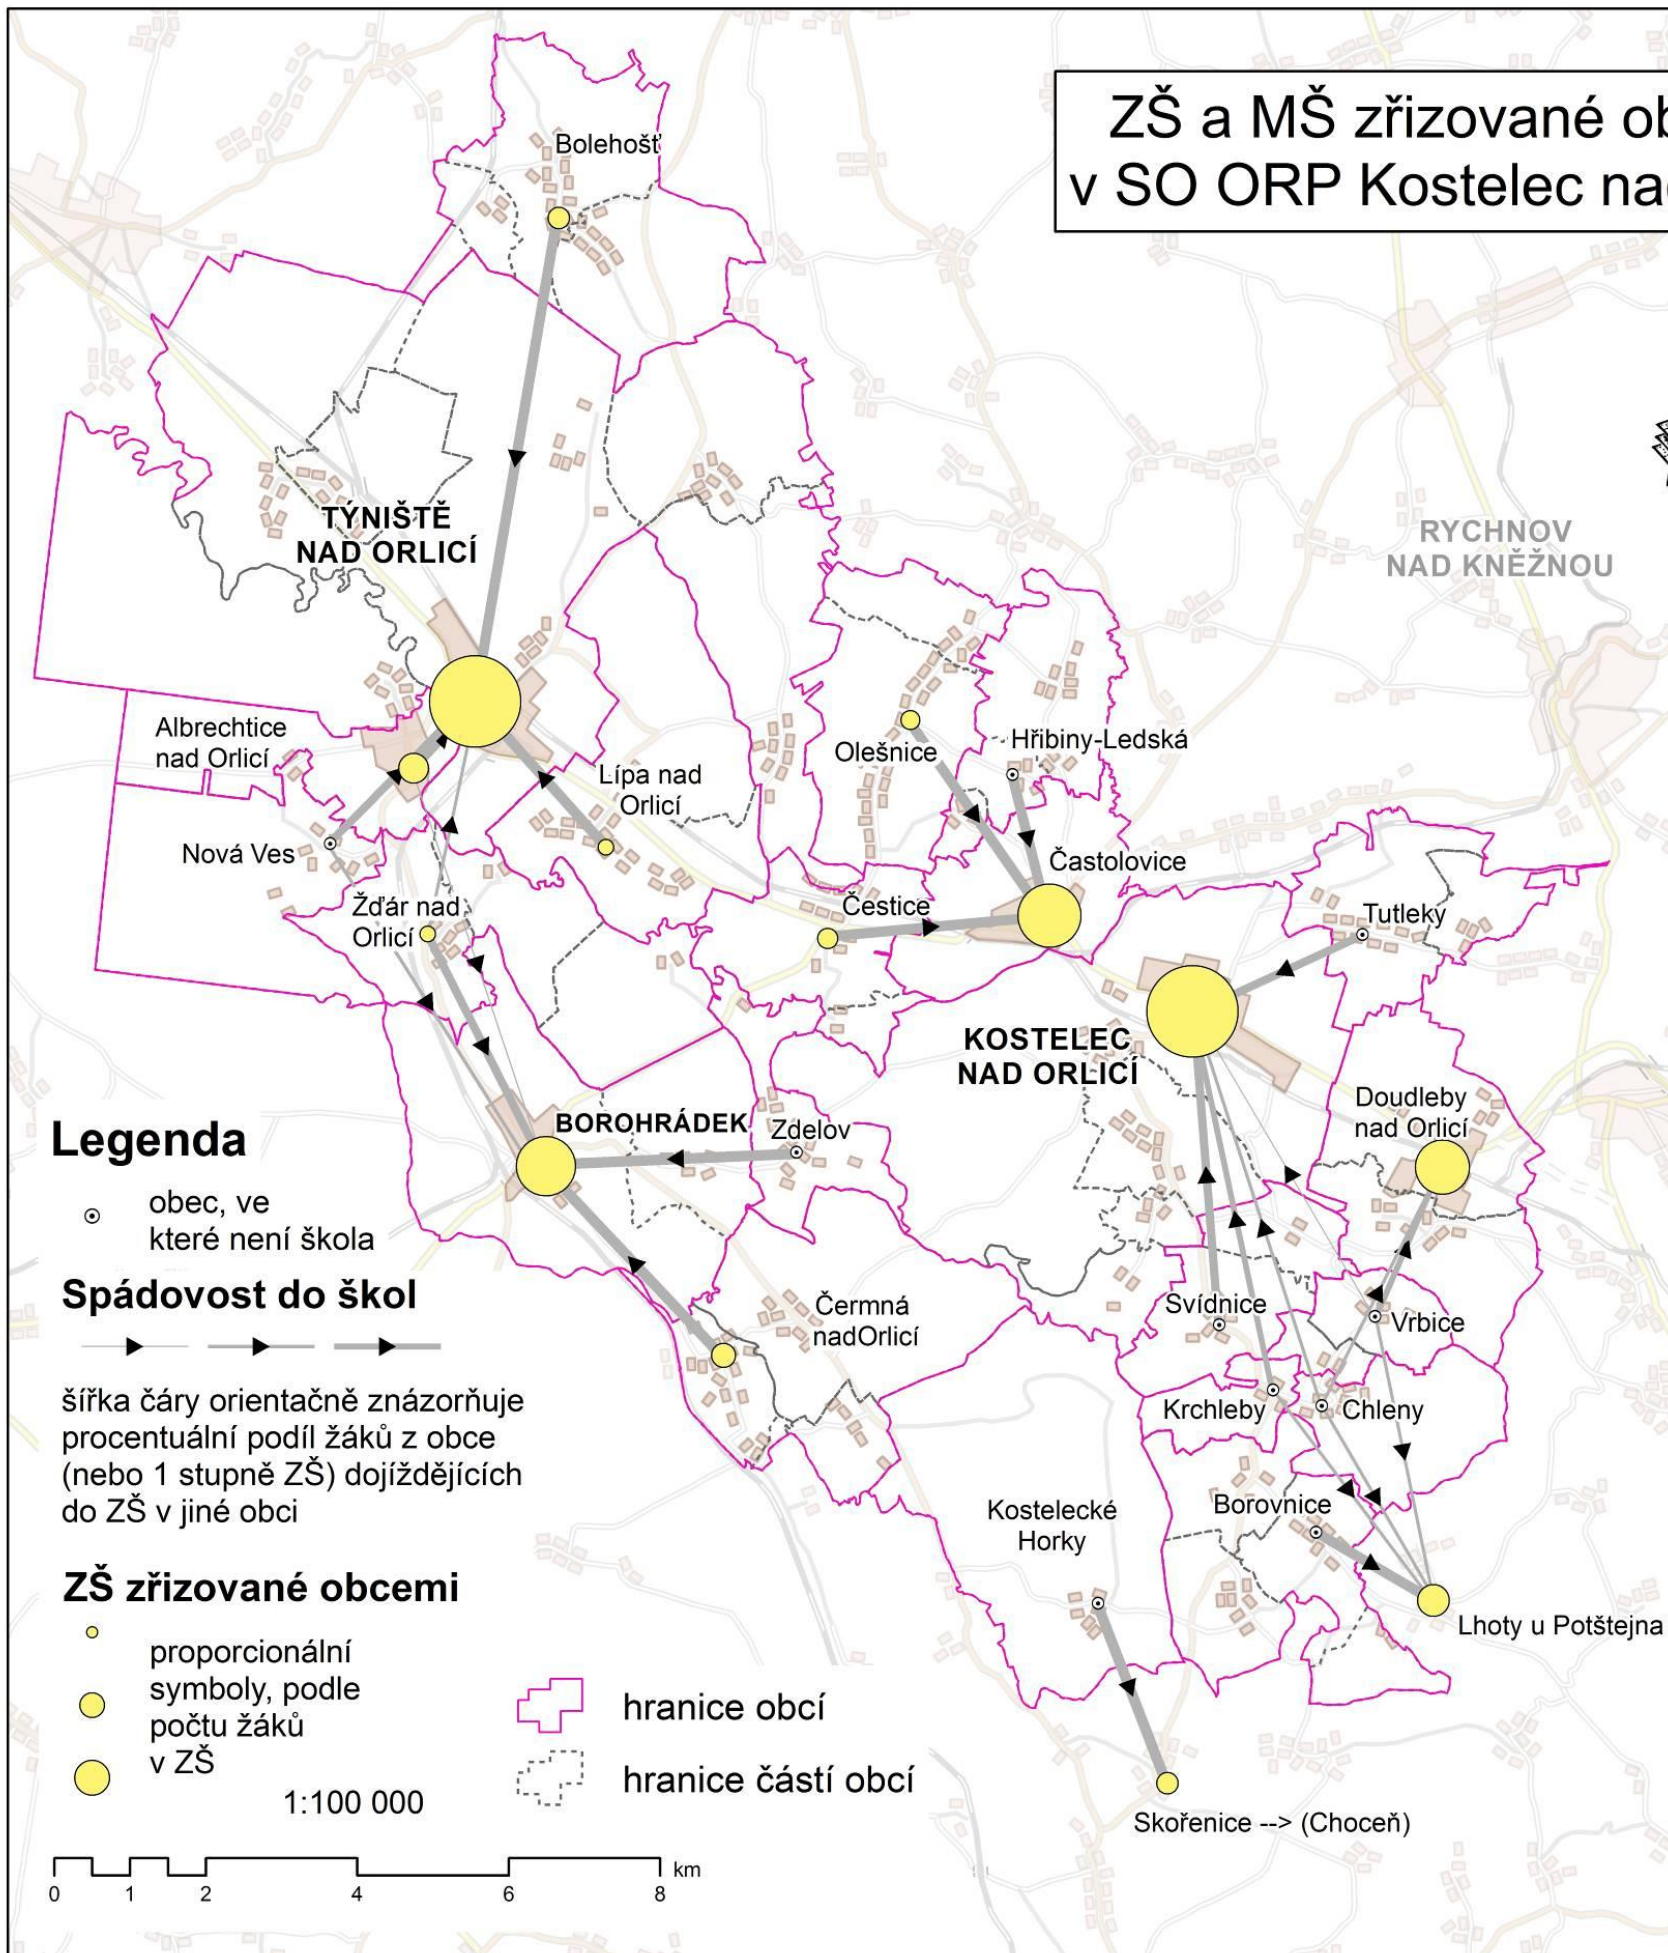 ZŠ a MŠ zřizované
v SO ORP Kostelec
Bolehošť
TÝNIŠTĚ
NAD ORLICÍ
RYCHNOV
NAD KNĚŽNOU
Albrechtice
nad Orlicí
Olešnice
Hřibiny-Ledská
Lípa nad
Orlicí
Nová Ves
Častolovice
Žďár nad
Orlicí
Čestice
Tutleky
KOSTELEC
NAD ORLICÍ
Doudleby
nad Orlicí
BOROHRÁDEK
Zdelov
Čermná
nadOrlicí
Svídnice
Vrbice
Krchleby
Chleny
Kostelecké
Horky
Borovnice
Lhoty u Potštejna
Skořenice --> (Choceň)
Legenda
obec, ve
které není škola
Spádovost do škol
šířka čáry orientačně znázorňuje
procentuální podíl žáků z obce
(nebo 1 stupně ZŠ) dojíždějících
do ZŠ v jiné obci
ZŠ zřizované obcemi
proporcionální
symboly, podle
počtu žáků
v ZŠ
hranice obcí
hranice částí obcí
1:100 000
km
0 1 2 4 6 8